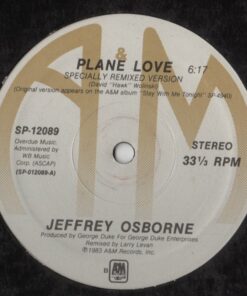 &
PLANE LOVE 6:17
SPECIALLY REMIXED VERSION
(David "Hawk" Wolinski)
(Original version appears on the A&M album "Stay With Me Tonight" SP-4940)
SP-12089
Overdue Music
Administered by
WB Music
Corp. (ASCAP)
(SP-012089-A)
STEREO
33⅓ RPM
JEFFREY OSBORNE
Produced by George Duke For George Duke Enterprises
Remixed by Larry Levan
℗1983 A&M Records, Inc.
B
A&M
RECORDS